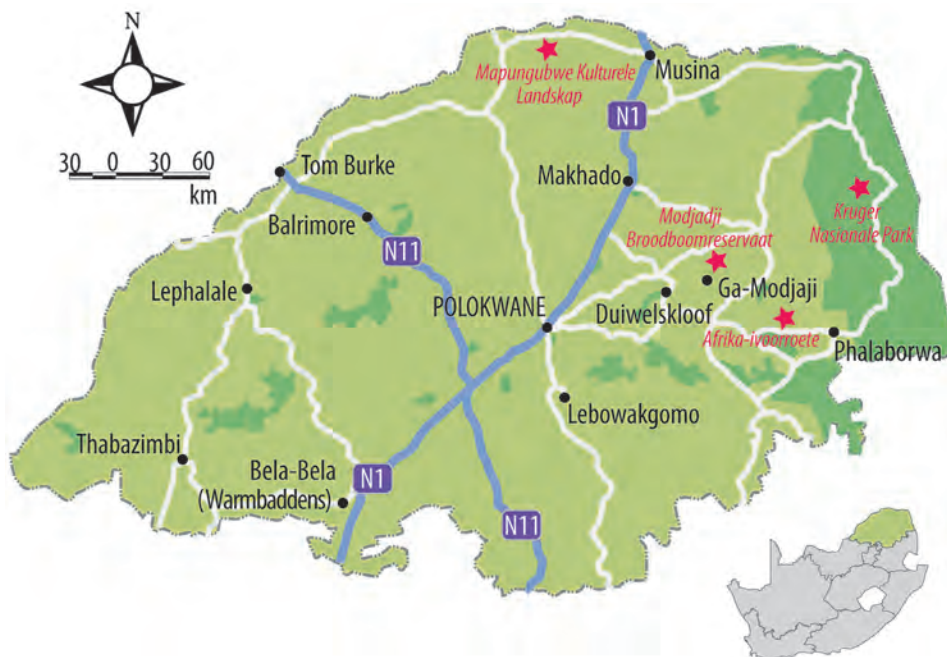 N
30 0 30 60
km
Mapungubwe Kulturele
Landskap
Musina
N1
Tom Burke
Makhado
Balrimore
Modjadji
Broodboomreservaat
Kruger
Nasionale Park
N11
Lephalale
Ga-Modjaji
POLOKWANE
Duiwelskloof
Afrika-ivoorroete
Phalaborwa
Lebowakgomo
Thabazimbi
Bela-Bela
(Warmbaddens)
N1
N11